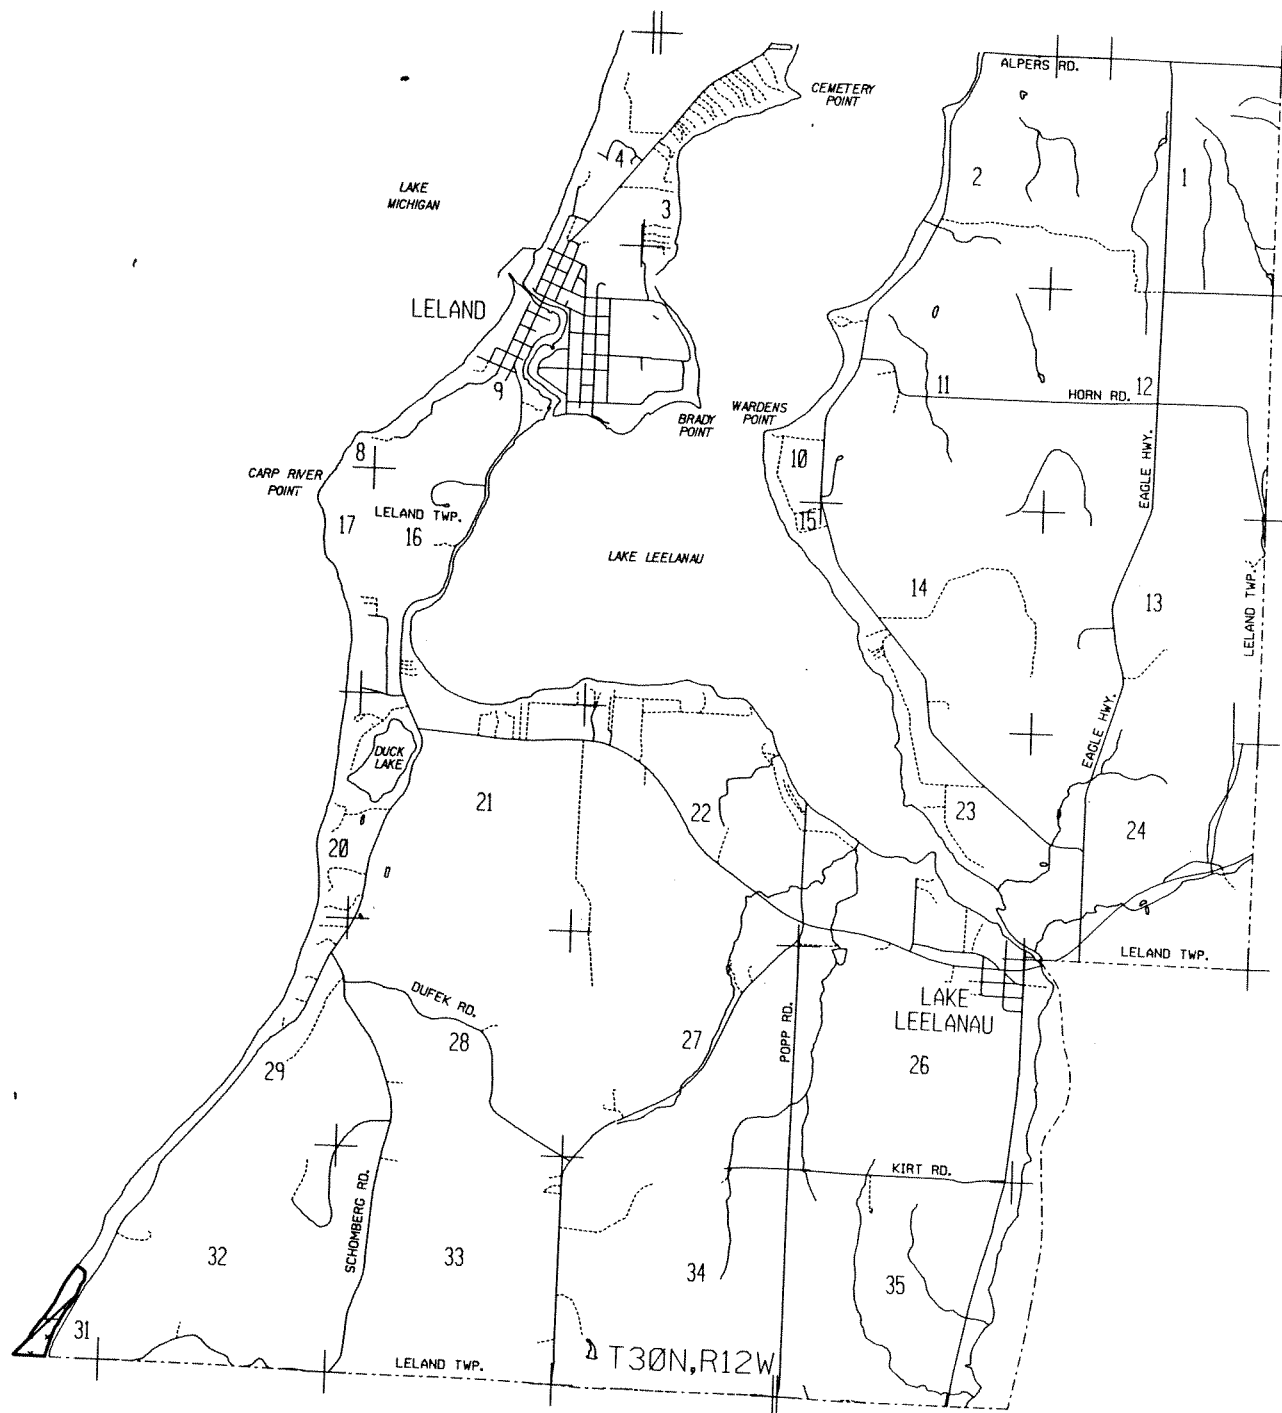 ALPERS RD.
CEMETERY
POINT
4
2
1
LAKE
MICHIGAN
3
LELAND
9
11
HORN RD.
12
BRADY
POINT
WARDENS
POINT
8
10
EAGLE HWY.
CARP RIVER
POINT
17
LELAND TWP.
16
15
LAKE LEELANAU
14
13
LELAND TWP.
EAGLE HWY.
DUCK
LAKE
21
22
23
24
20
LELAND TWP.
DUFEK RD.
LAKE
LEELANAU
28
27
POPP RD.
26
29
KIRT RD.
SCHOMBERG RD.
32
33
34
35
31
LELAND TWP.
T30N,R12W